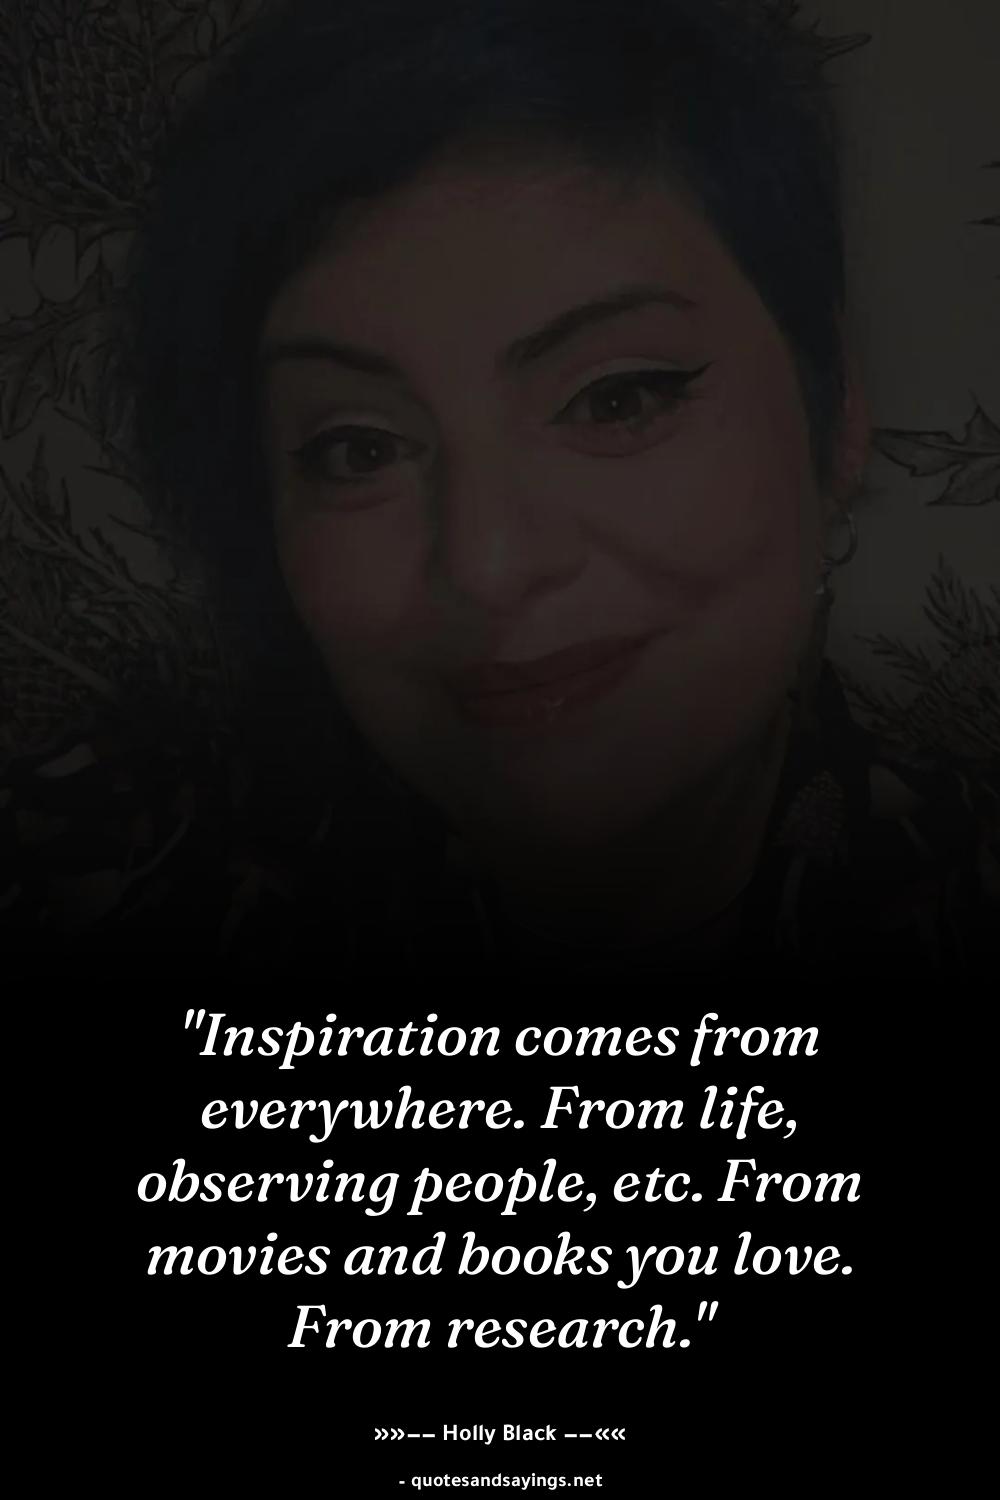 "Inspiration comes from
everywhere. From life,
observing people, etc. From
movies and books you love.
From research."
»»–– Holly Black ––««
- quotesandsayings.net